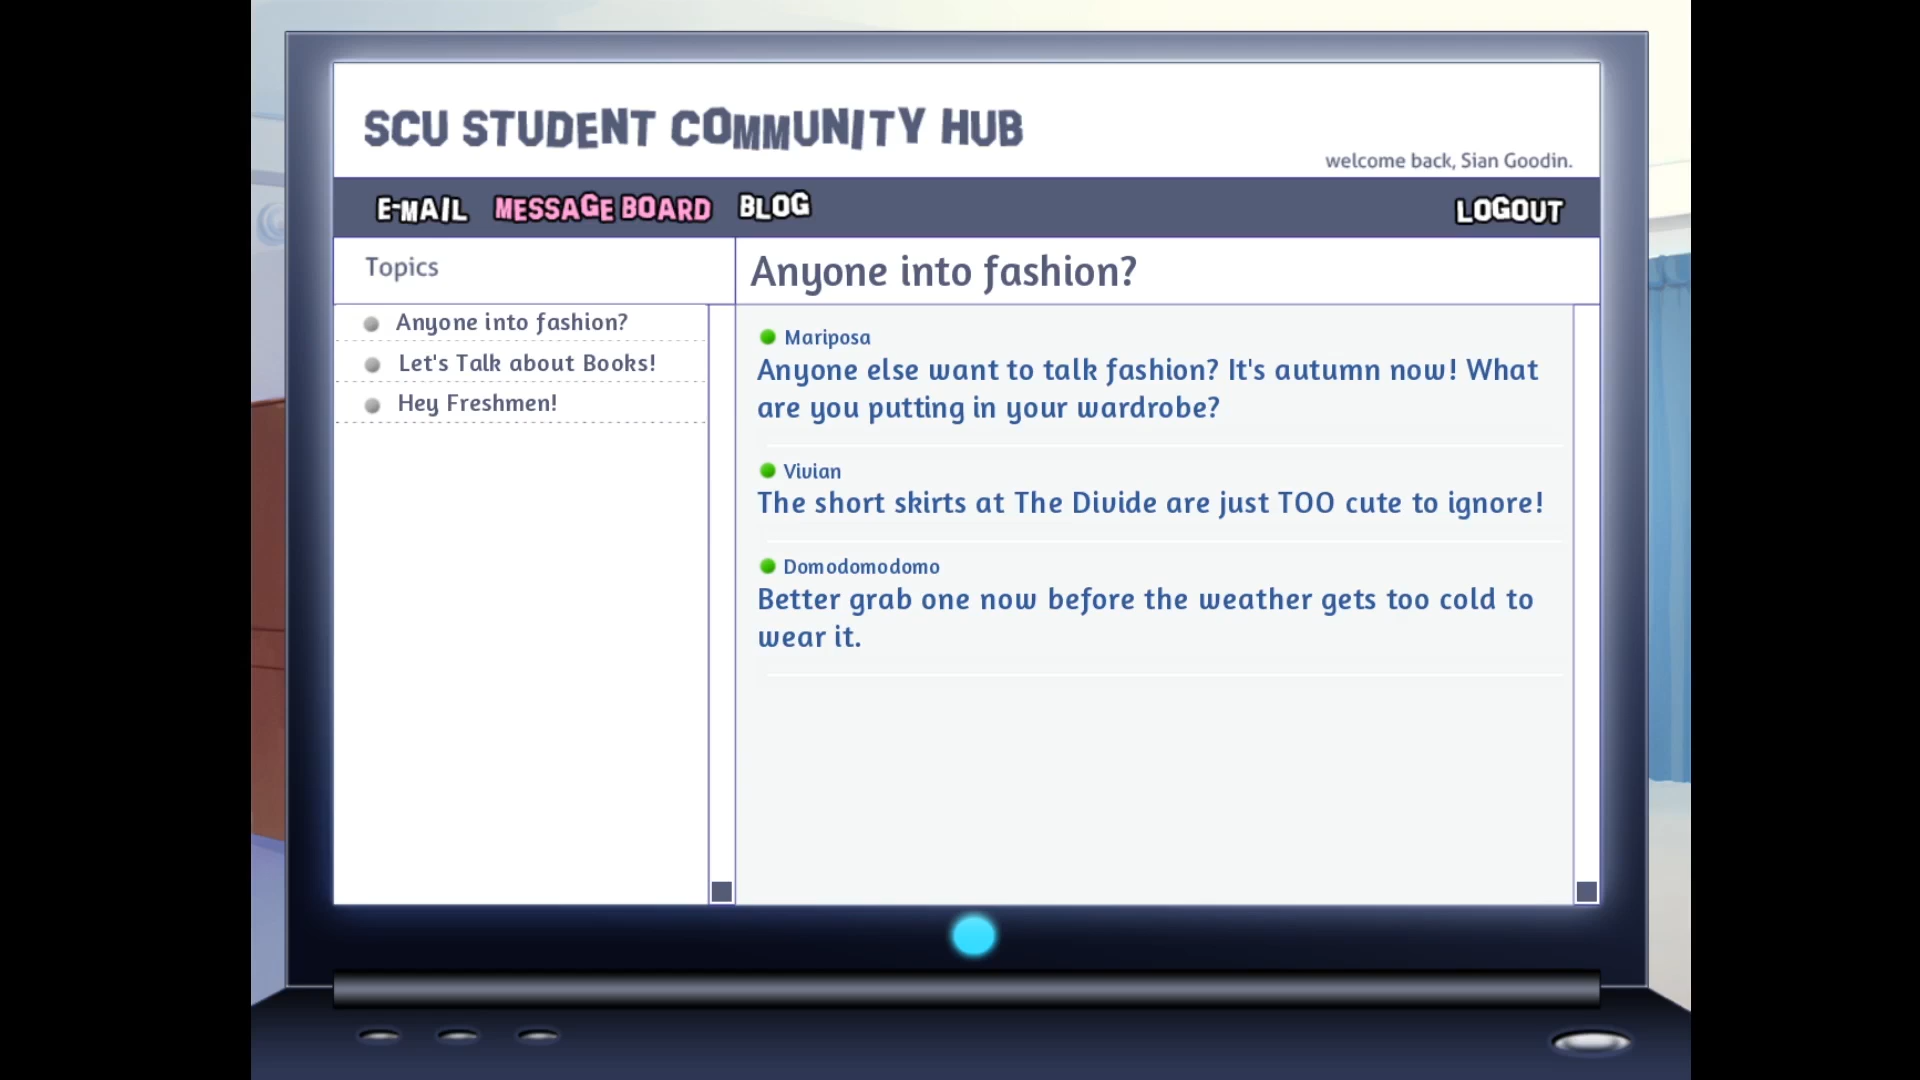 SCU STUDENT COMMUNITY HUB
welcome back, Sian Goodin.
E-MAIL MESSAGE BOARD BLOG LOGOUT
Topics
Anyone into fashion?
Let's Talk about Books!
Hey Freshmen!
Anyone into fashion?
Mariposa
Anyone else want to talk fashion? It's autumn now! What
are you putting in your wardrobe?
Vivian
The short skirts at The Divide are just TOO cute to ignore!
Domodomodomo
Better grab one now before the weather gets too cold to
wear it.